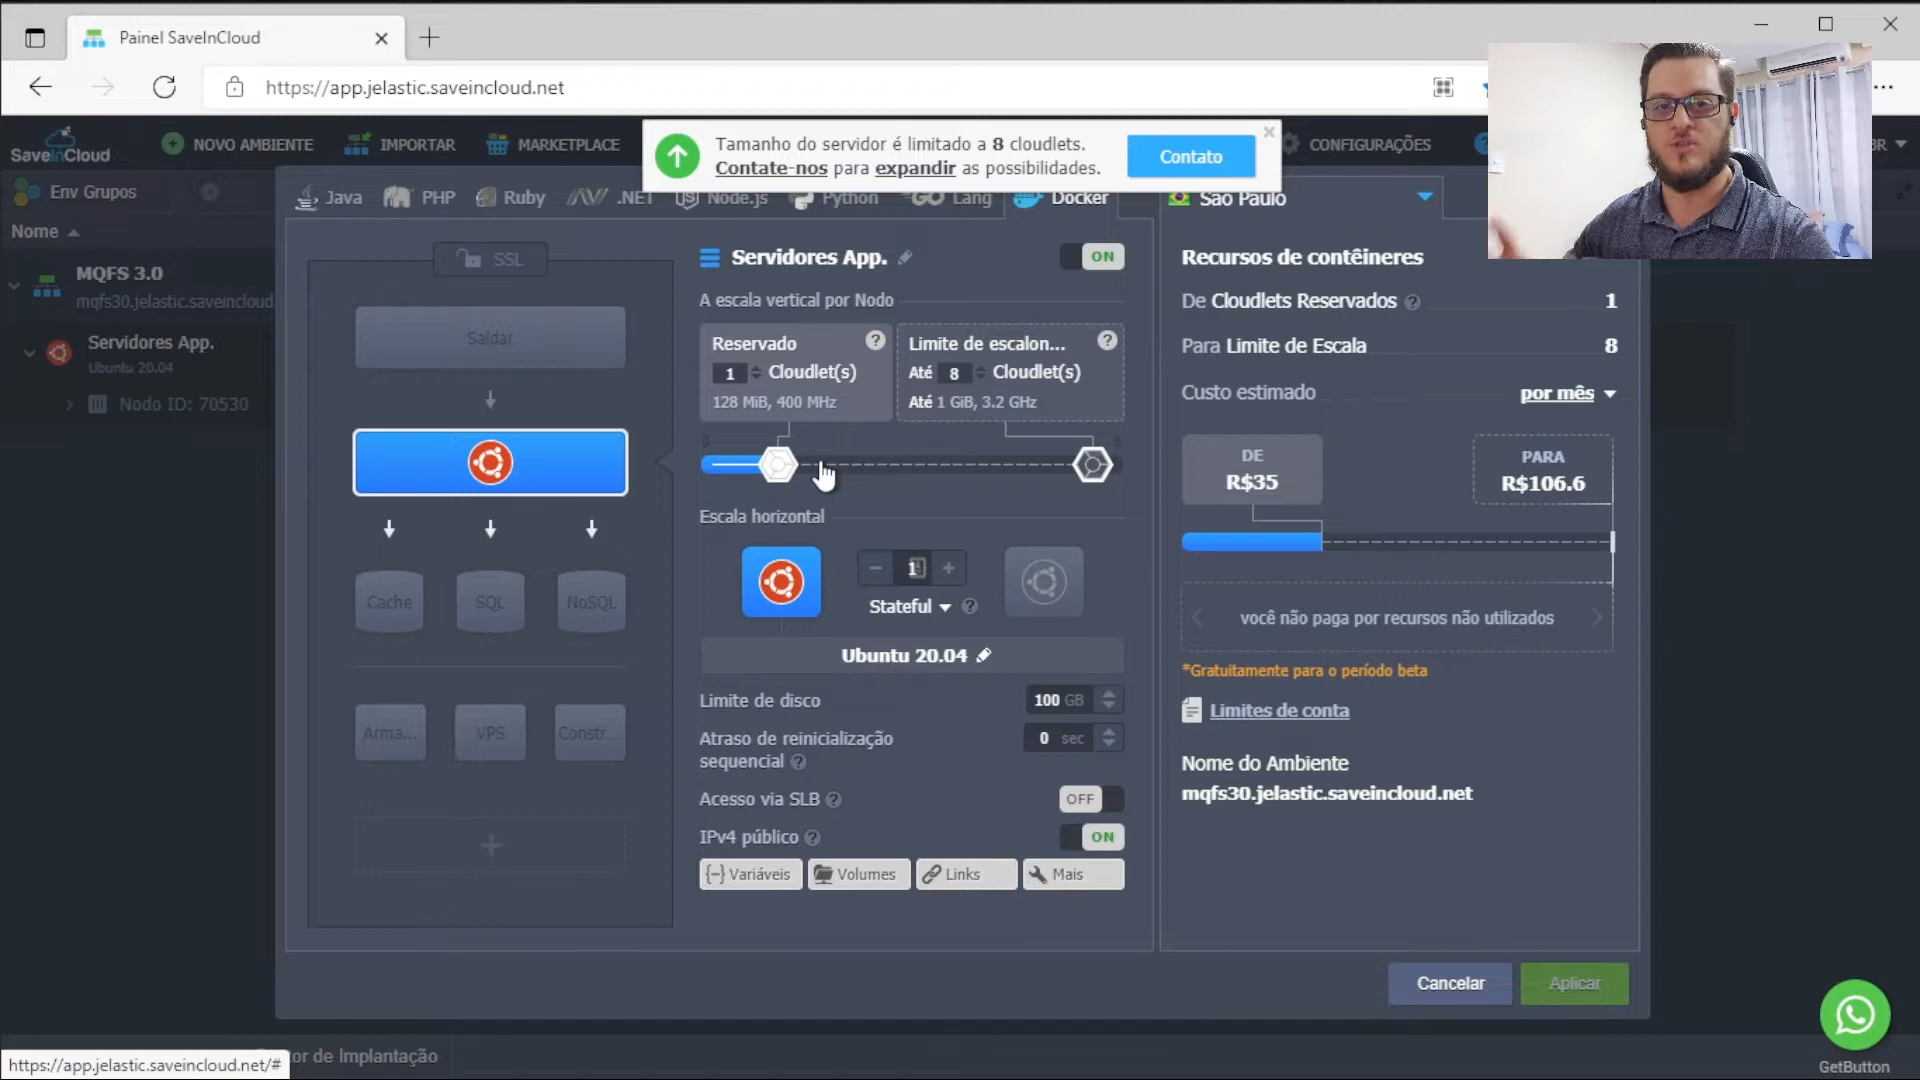 Painel SaveInCloud
https://app.jelastic.saveincloud.net
SaveInCloud
NOVO AMBIENTE
IMPORTAR
MARKETPLACE
CONFIGURAÇÕES
BR
Tamanho do servidor é limitado a 8 cloudlets.
Contate-nos para expandir as possibilidades.
Contato
Env Grupos
Nome
MQFS 3.0
mqfs30.jelastic.saveincloud
Servidores App.
Ubuntu 20.04
Nodo ID: 70530
Java
PHP
Ruby
.NET
Node.js
Python
Lang
Docker
São Paulo
SSL
Saldar
Cache
SQL
NoSQL
Arma...
VPS
Constr...
Servidores App.
ON
A escala vertical por Nodo
Reservado
1 Cloudlet(s)
128 MiB, 400 MHz
Limite de escalon...
Até 8 Cloudlet(s)
Até 1 GiB, 3.2 GHz
0
8
Escala horizontal
1
Stateful
Ubuntu 20.04
Limite de disco
100 GB
Atraso de reinicialização
sequencial
0 sec
Acesso via SLB
OFF
IPv4 público
ON
Variáveis
Volumes
Links
Mais
Recursos de contêineres
De Cloudlets Reservados
1
Para Limite de Escala
8
Custo estimado
por mês
DE
R$35
PARA
R$106.6
você não paga por recursos não utilizados
*Gratuitamente para o período beta
Limites de conta
Nome do Ambiente
mqfs30.jelastic.saveincloud.net
Cancelar
Aplicar
https://app.jelastic.saveincloud.net/#
or de Implantação
GetButton